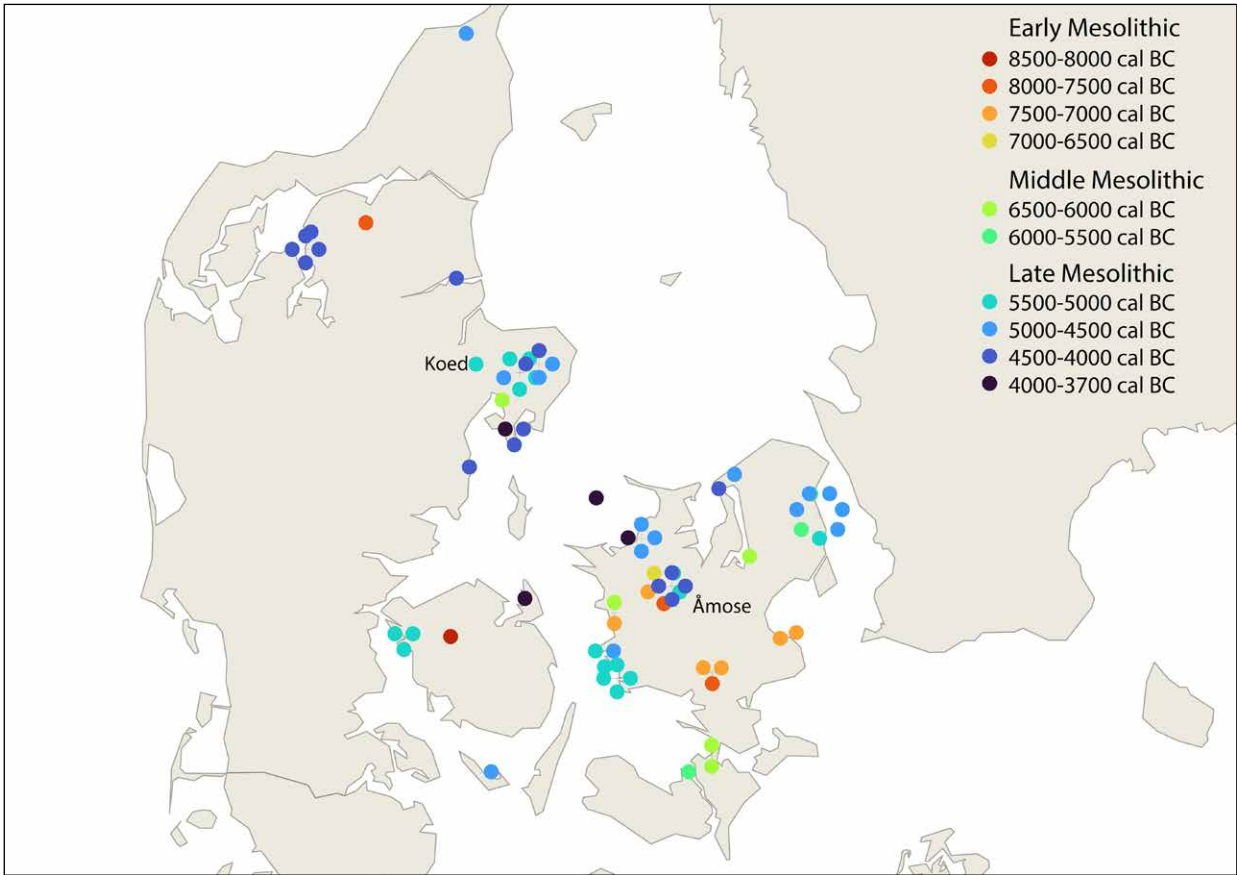 Early Mesolithic
8500-8000 cal BC
8000-7500 cal BC
7500-7000 cal BC
7000-6500 cal BC
Middle Mesolithic
6500-6000 cal BC
6000-5500 cal BC
Late Mesolithic
5500-5000 cal BC
5000-4500 cal BC
4500-4000 cal BC
4000-3700 cal BC
Koed
Åmose